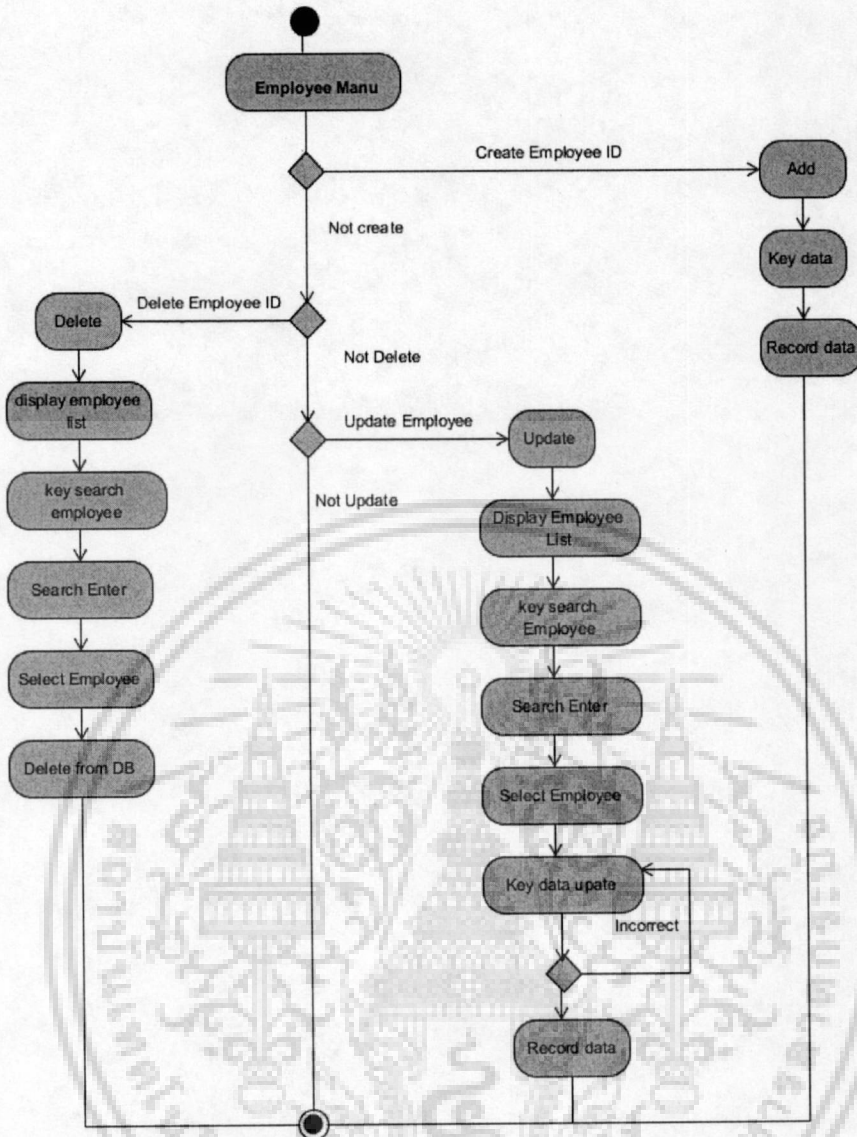 Employee Manu
Create Employee ID
Add
Not create
Key data
Delete Employee ID
Delete
Not Delete
Record data
display employee
list
Update Employee
Update
key search
employee
Not Update
Display Employee
List
Search Enter
key search
Employee
Select Employee
Search Enter
Delete from DB
Select Employee
Key data upate
Incorrect
Record data